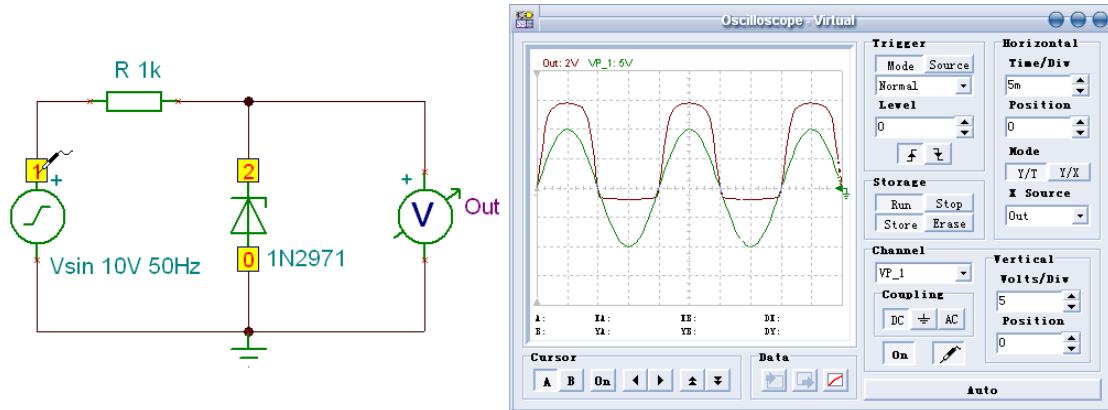 R 1k
1
+
2
+
V
Out
0
Vsin 10V 50Hz
1N2971
Oscilloscope - Virtual
Out: 2V VP_1: 5V
A: XA: XB: DX:
B: YA: YB: DY:
Cursor
A B On
Data
Trigger
Mode Source
Normal
Level
0
Storage
Run Stop
Store Erase
Horizontal
Time/Div
5m
Position
0
Mode
Y/T Y/X
X Source
Out
Channel
VP_1
Coupling
DC AC
On
Vertical
Volts/Div
5
Position
0
Auto